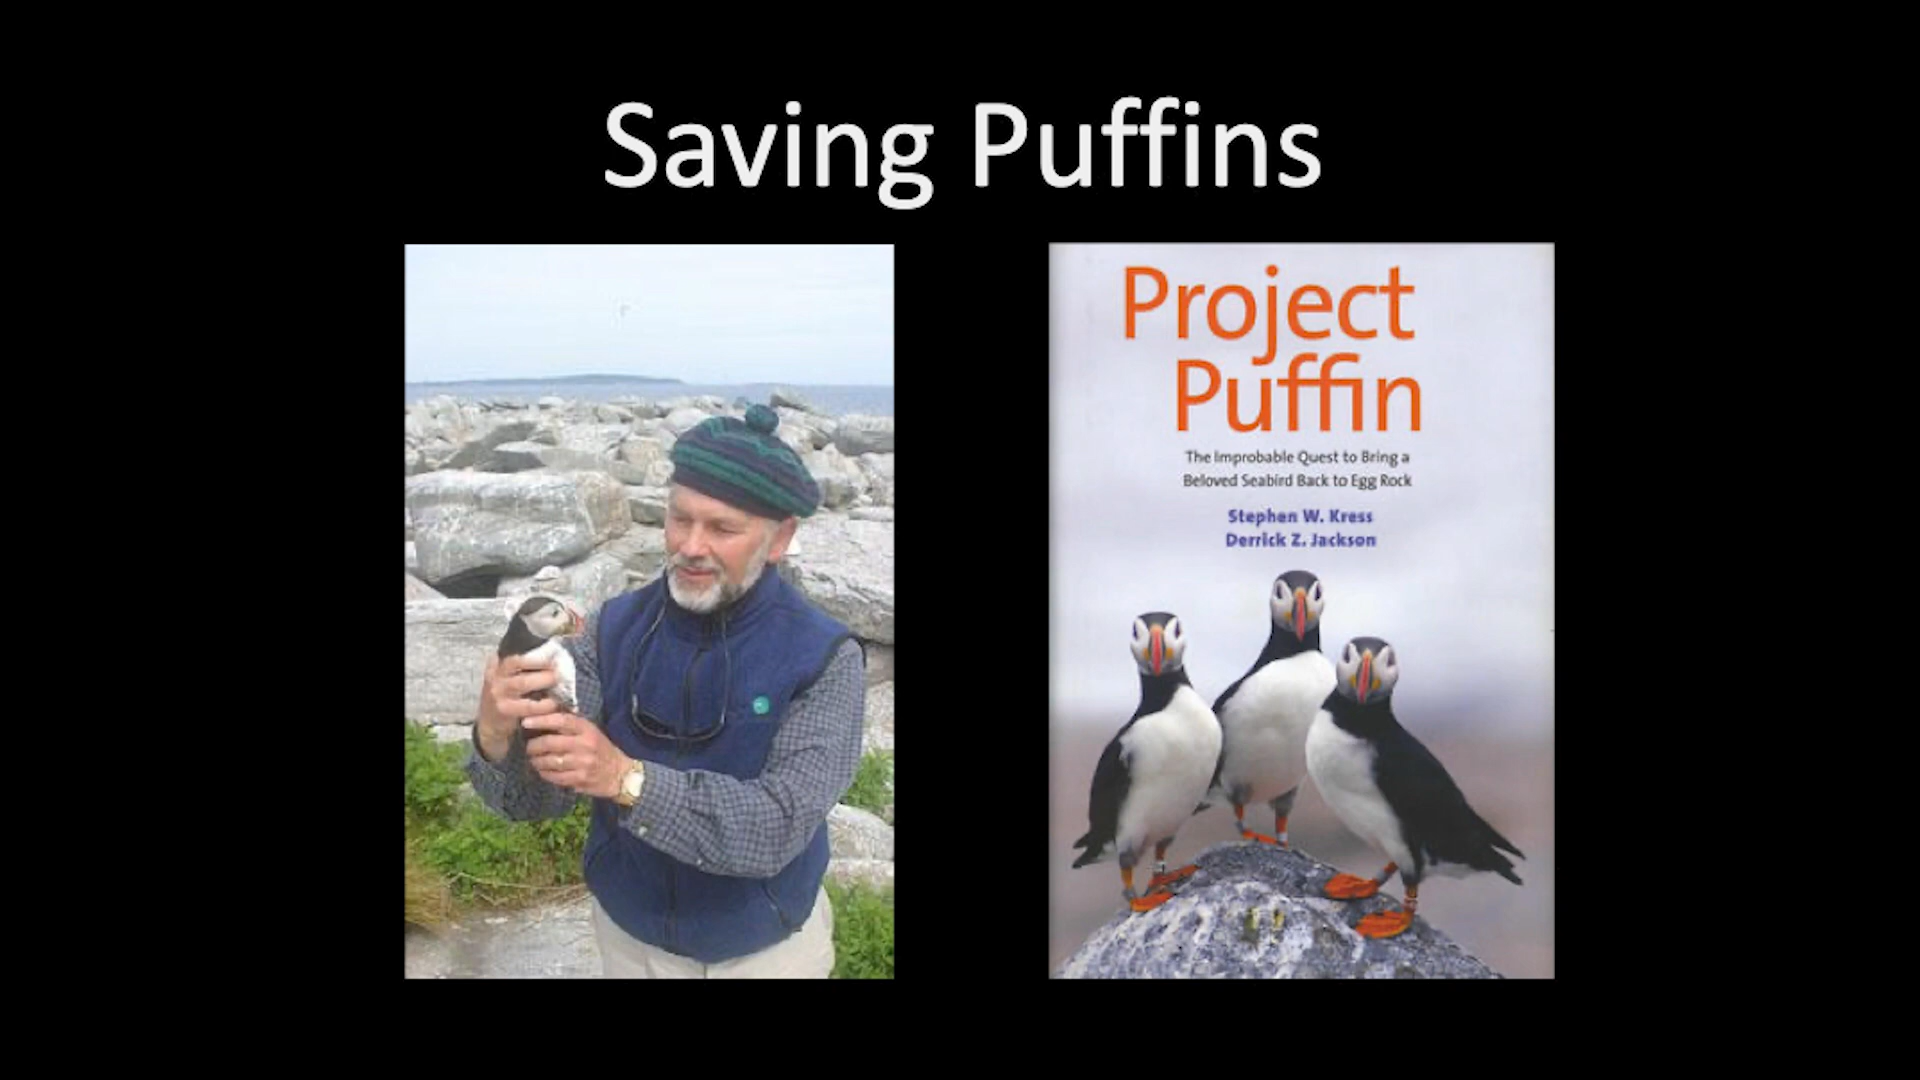 Saving Puffins
Project
Puffin
The Improbable Quest to Bring a
Beloved Seabird Back to Egg Rock
Stephen W. Kress
Derrick Z. Jackson